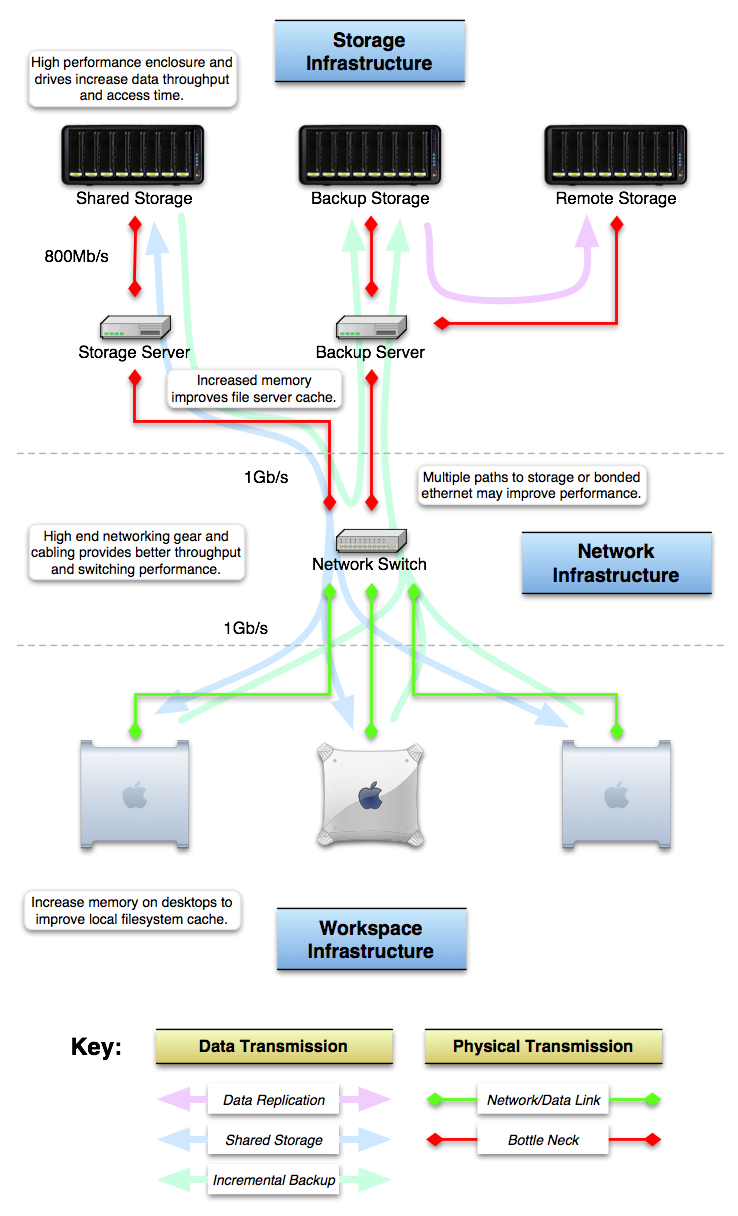 Storage
Infrastructure
High performance enclosure and
drives increase data throughput
and access time.
Shared Storage
Backup Storage
Remote Storage
800Mb/s
Storage Server
Backup Server
Increased memory
improves file server cache.
1Gb/s
Multiple paths to storage or bonded
ethernet may improve performance.
High end networking gear and
cabling provides better throughput
and switching performance.
Network Switch
Network
Infrastructure
1Gb/s
Increase memory on desktops to
improve local filesystem cache.
Workspace
Infrastructure
Key:
Data Transmission
Physical Transmission
Data Replication
Network/Data Link
Shared Storage
Bottle Neck
Incremental Backup